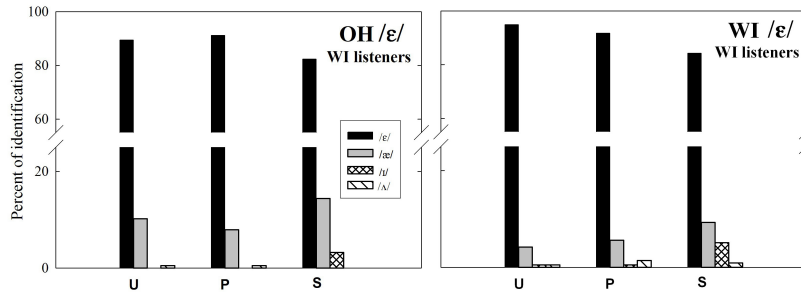 Percent of identification
100
80
60
20
0
OH /ɛ/
WI listeners
/ɛ/
/æ/
/ɪ/
/ʌ/
U P S
WI /ɛ/
WI listeners
U P S